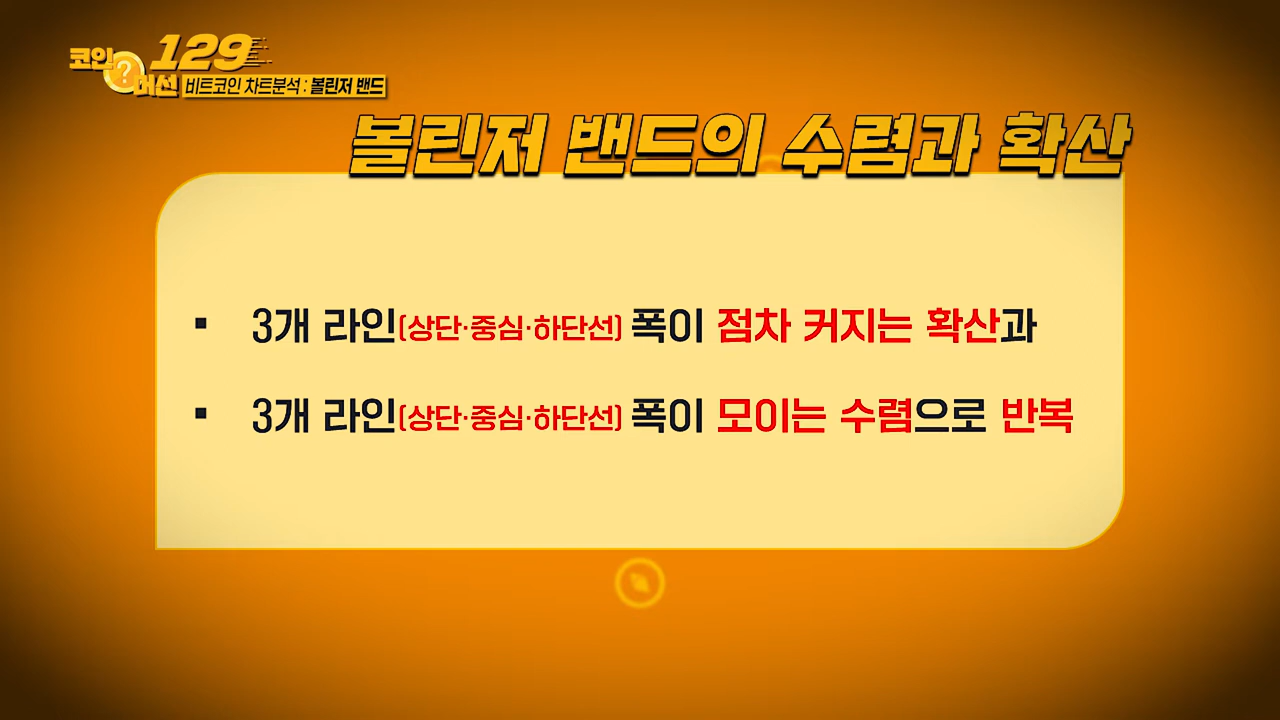 코인 129
머선 비트코인 차트분석 : 볼린저 밴드
볼린저 밴드의 수렴과 확산
▪ 3개 라인(상단·중심·하단선) 폭이 점차 커지는 확산과
▪ 3개 라인(상단·중심·하단선) 폭이 모이는 수렴으로 반복